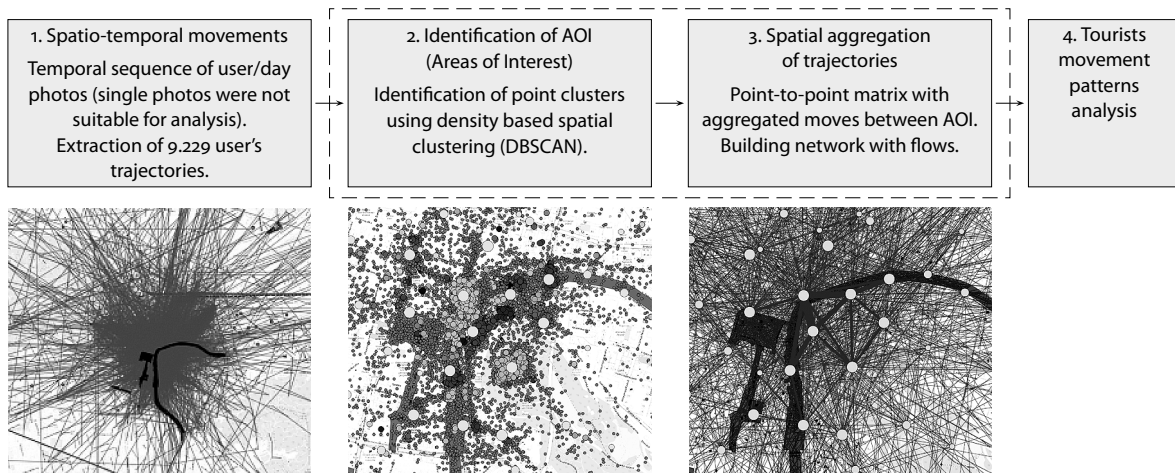 1. Spatio-temporal movements
Temporal sequence of user/day
photos (single photos were not
suitable for analysis).
Extraction of 9.229 user's
trajectories.
2. Identification of AOI
(Areas of Interest)
Identification of point clusters
using density based spatial
clustering (DBSCAN).
3. Spatial aggregation
of trajectories
Point-to-point matrix with
aggregated moves between AOI.
Building network with flows.
4. Tourists
movement
patterns
analysis